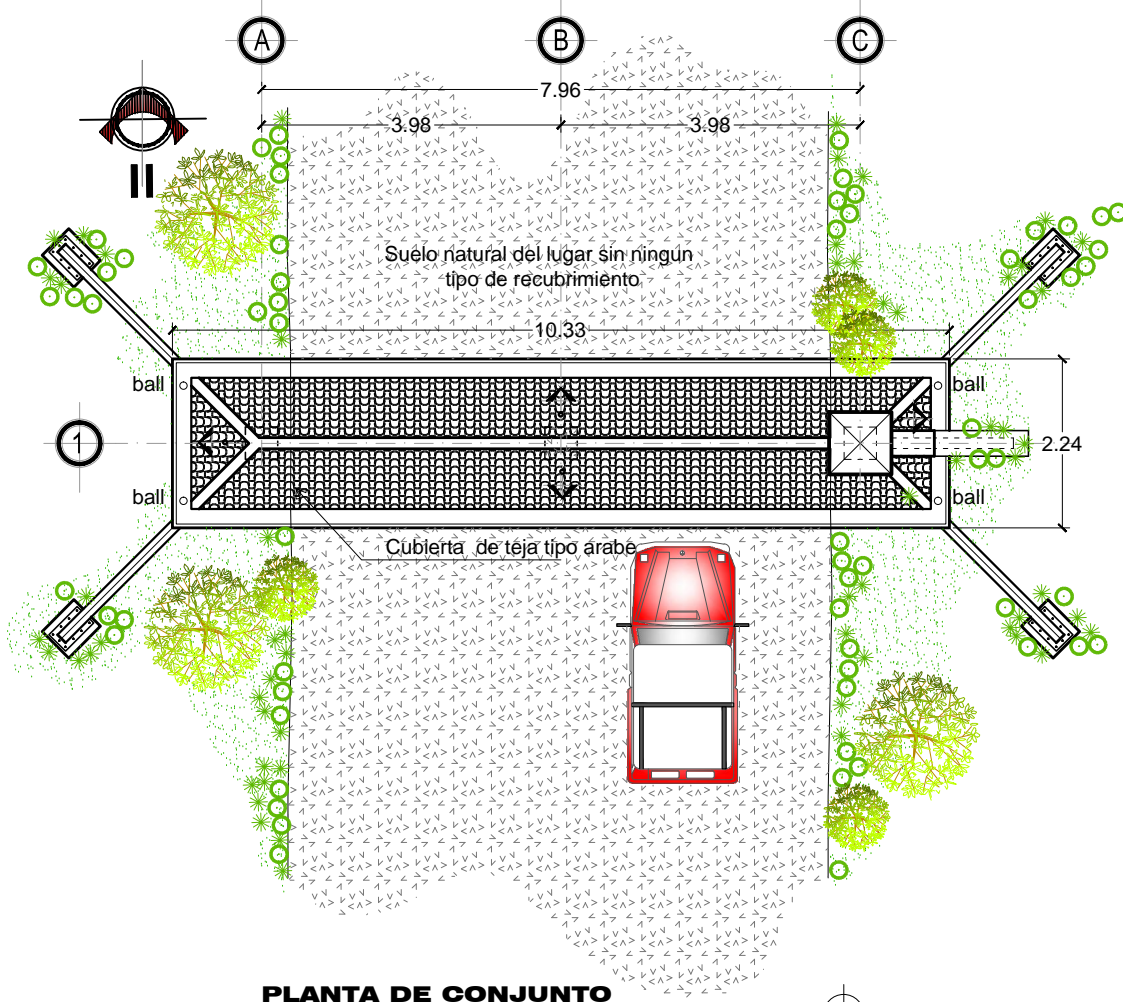 A
B
C
7.96
3.98
3.98
Suelo natural del lugar sin ningun
tipo de recubrimiento
10.33
ball
ball
1
2.24
ball
ball
Cubierta de teja tipo arabe
PLANTA DE CONJUNTO